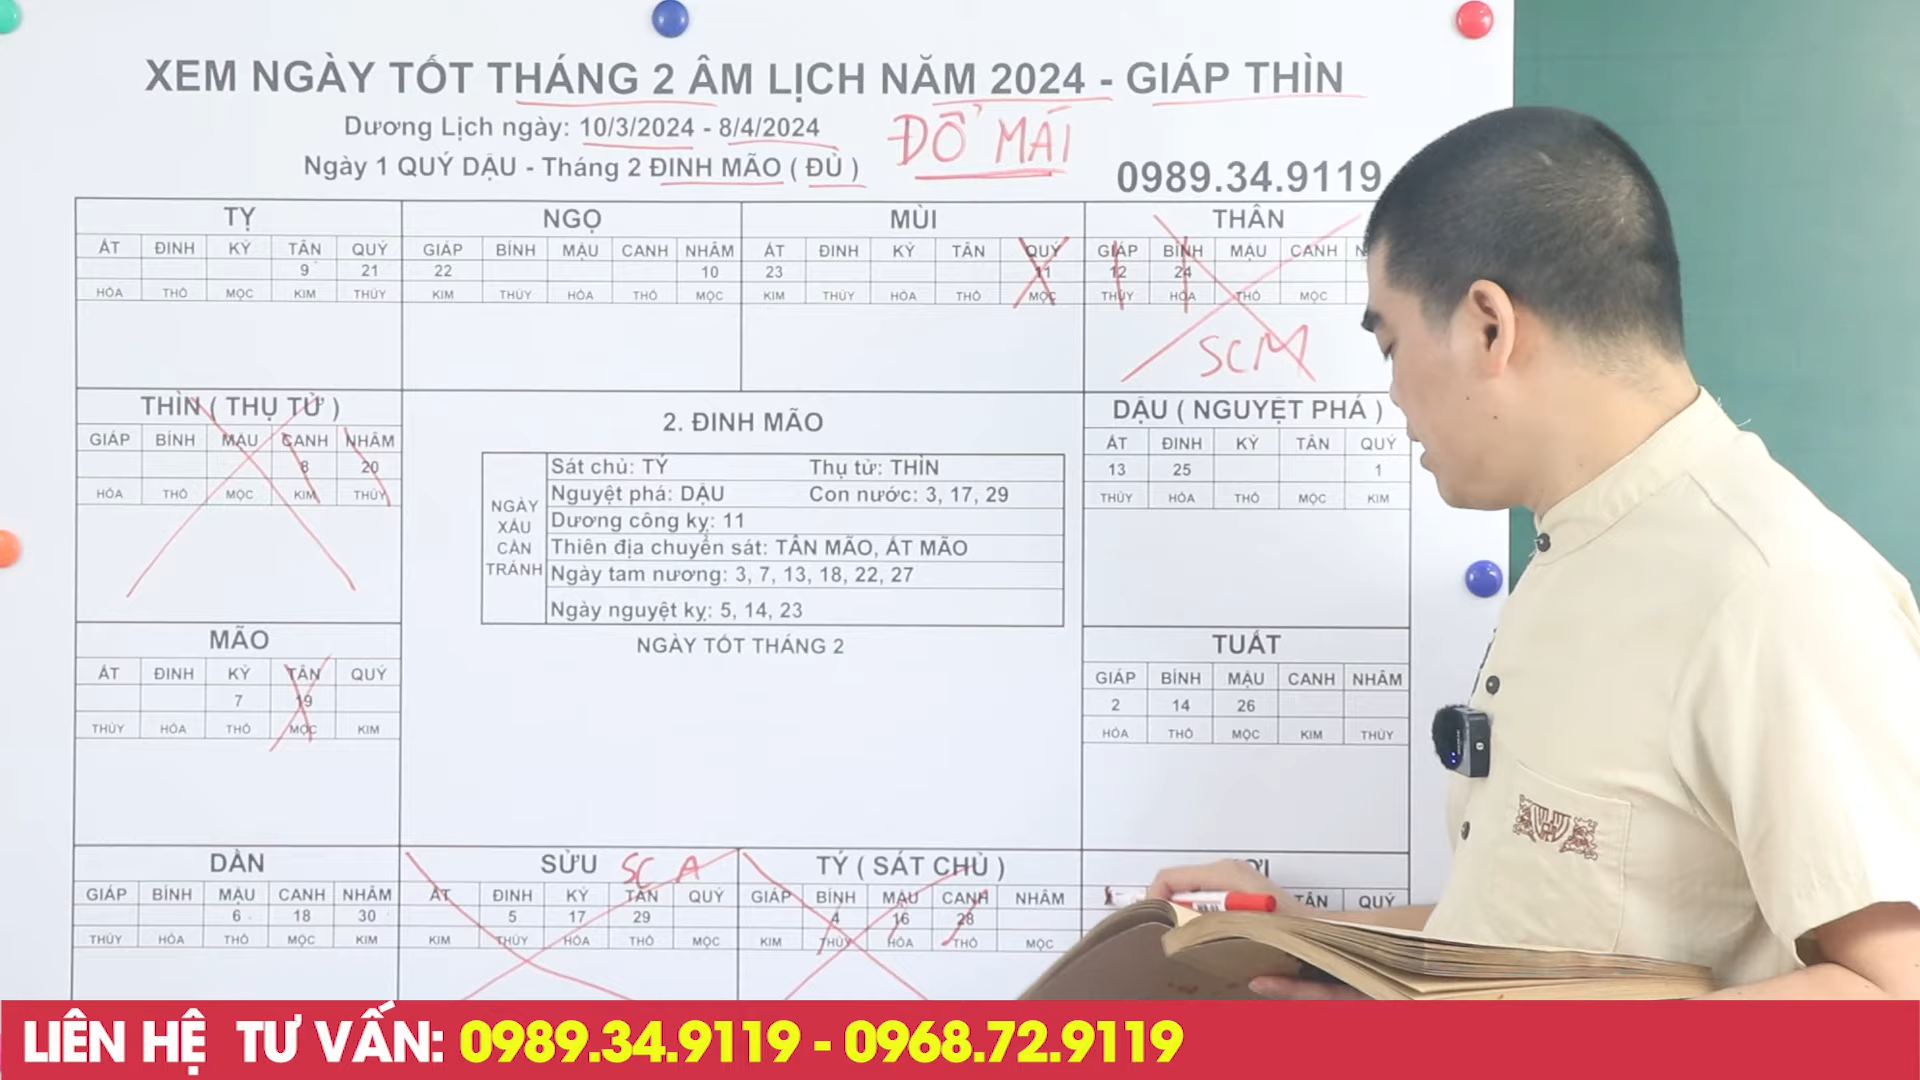 XEM NGÀY TỐT THÁNG 2 ÂM LỊCH NĂM 2024 - GIÁP THÌN
Dương Lịch ngày: 10/3/2024 - 8/4/2024
ĐỔ MÁI
Ngày 1 QUÝ DẬU - Tháng 2 ĐINH MÃO ( ĐỦ )
0989.34.9119
TỴ
ẤT ĐINH KỶ TÂN QUÝ
9 21
HỎA THỔ MỘC KIM THỦY
NGỌ
GIÁP BÍNH MẬU CANH NHÂM
22 10
KIM THỦY HỎA THỔ MỘC
MÙI
ẤT ĐINH KỶ TÂN QUÝ
23 11
KIM THỦY HỎA THỔ MỘC
THÂN
GIÁP BÍNH MẬU CANH
12 24
THỦY HỎA THỔ MỘC
SCM
THÌN ( THỤ TỬ )
GIÁP BÍNH MẬU CANH NHÂM
8 20
HỎA THỔ MỘC KIM THỦY
2. ĐINH MÃO
NGÀY XẤU CẦN TRÁNH
Sát chủ: TÝ Thụ tử: THÌN
Nguyệt phá: DẬU Con nước: 3, 17, 29
Dương công kỵ: 11
Thiên địa chuyển sát: TÂN MÃO, ẤT MÃO
Ngày tam nương: 3, 7, 13, 18, 22, 27
Ngày nguyệt kỵ: 5, 14, 23
NGÀY TỐT THÁNG 2
DẬU ( NGUYỆT PHÁ )
ẤT ĐINH KỶ TÂN QUÝ
13 25 1
THỦY HỎA THỔ MỘC KIM
MÃO
ẤT ĐINH KỶ TÂN QUÝ
7 19
THỦY HỎA THỔ MỘC KIM
TUẤT
GIÁP BÍNH MẬU CANH NHÂM
2 14 26
HỎA THỔ MỘC KIM THỦY
DẦN
GIÁP BÍNH MẬU CANH NHÂM
6 18 30
THỦY HỎA THỔ MỘC KIM
SỬU SC A
ẤT ĐINH KỶ TÂN QUÝ
5 17 29
KIM THỦY HỎA THỔ MỘC
TÝ ( SÁT CHỦ )
GIÁP BÍNH MẬU CANH NHÂM
4 16 28
KIM THỦY HỎA THỔ MỘC
TÂN QUÝ
LIÊN HỆ TƯ VẤN: 0989.34.9119 - 0968.72.9119